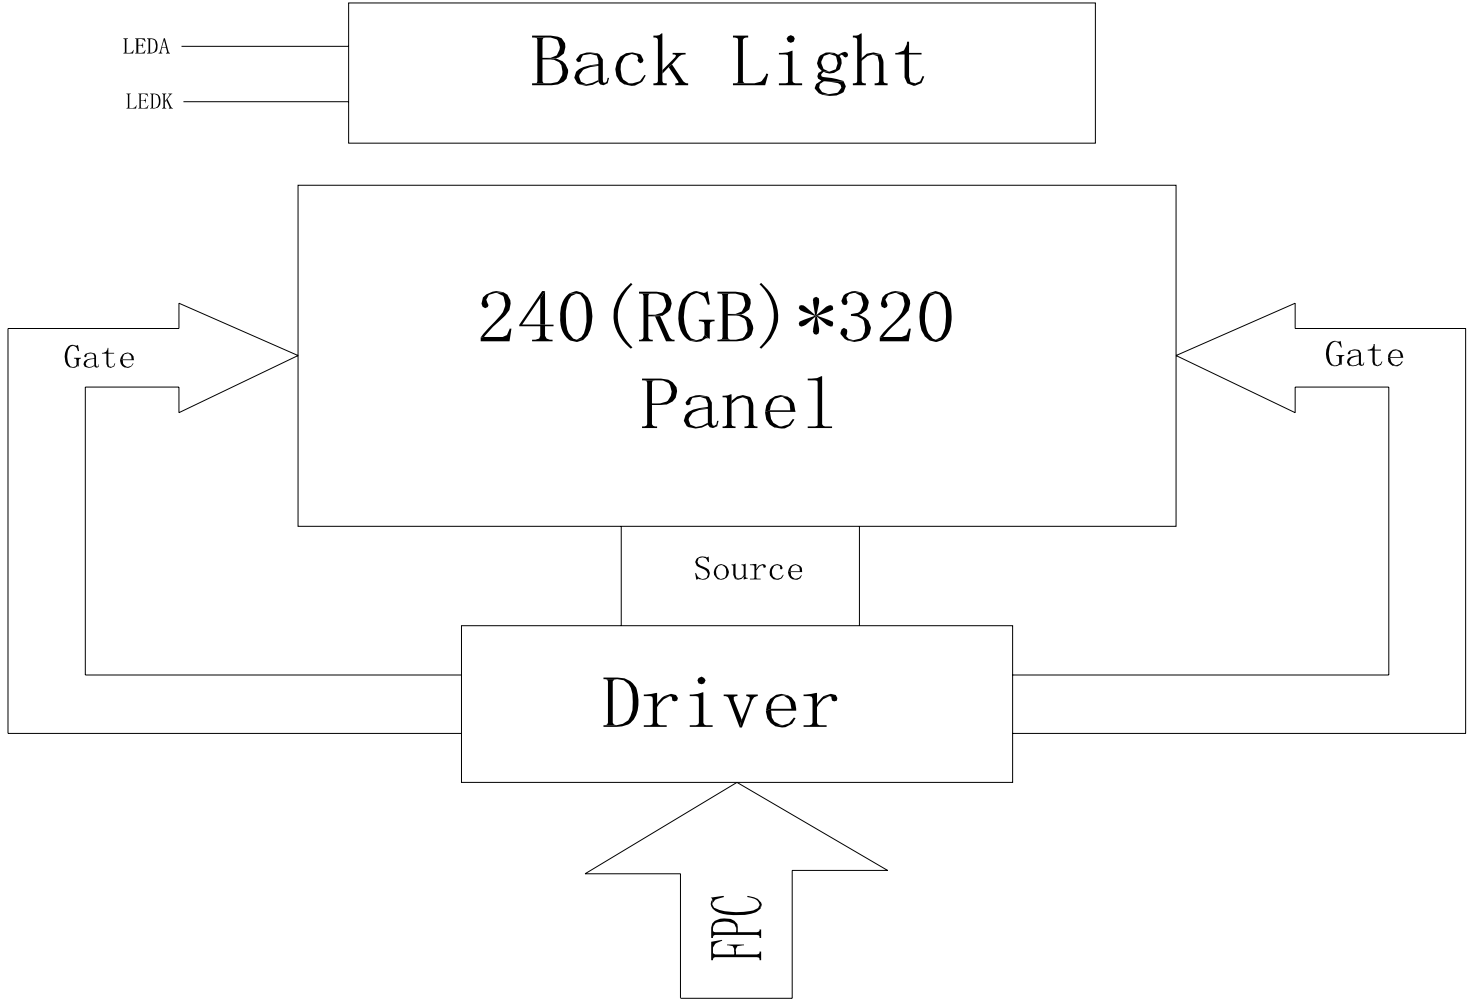 LEDA
Back Light
LEDK
240(RGB)*320
Panel
Gate
Gate
Source
Driver
FPC